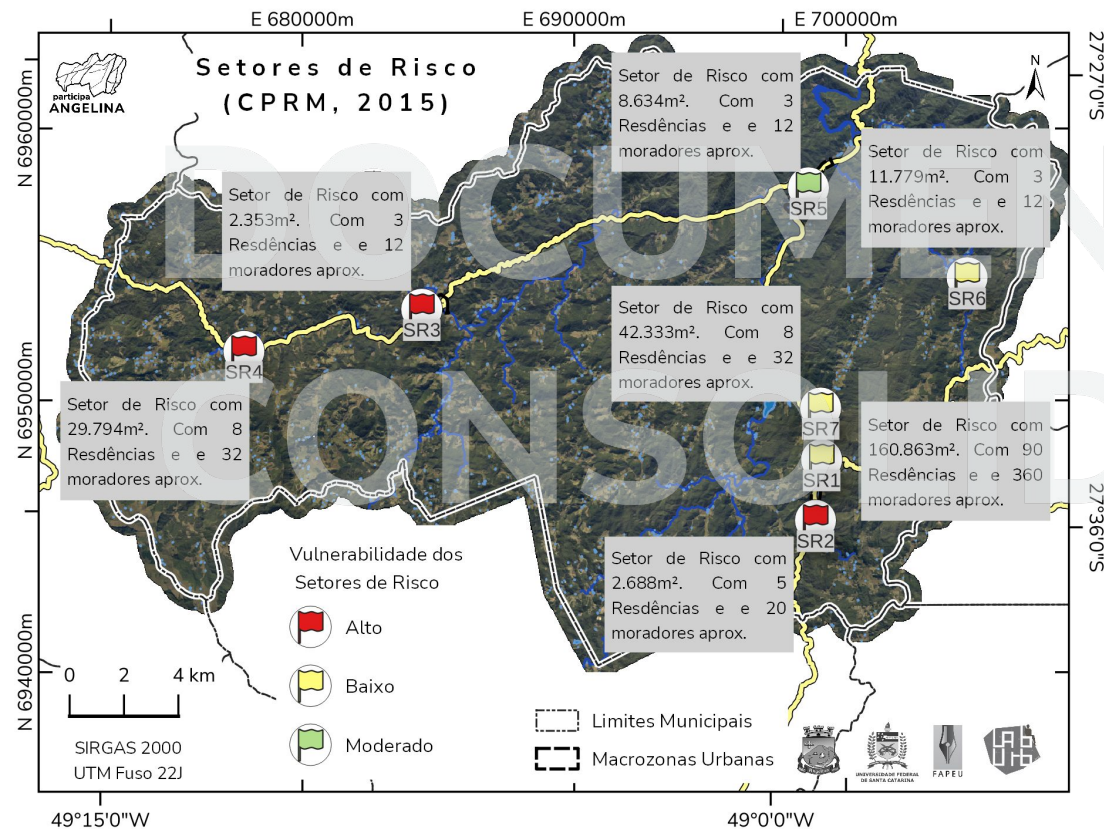 E 680000m
E 690000m
E 700000m
27°27'0"S
27°36'0"S
N 6960000m
N 6950000m
N 6940000m
participa
ANGELINA
Setores de Risco
(CPRM, 2015)
N
DOCUMEN
CONSOLID
Setor de Risco com
8.634m². Com 3
Resdências e e 12
moradores aprox.
Setor de Risco com
11.779m². Com 3
Resdências e e 12
moradores aprox.
Setor de Risco com
2.353m². Com 3
Resdências e e 12
moradores aprox.
SR5
SR6
SR3
SR4
Setor de Risco com
42.333m². Com 8
Resdências e e 32
moradores aprox.
Setor de Risco com
29.794m². Com 8
Resdências e e 32
moradores aprox.
SR7
SR1
SR2
Setor de Risco com
160.863m². Com 90
Resdências e e 360
moradores aprox.
Setor de Risco com
2.688m². Com 5
Resdências e e 20
moradores aprox.
Vulnerabilidade dos
Setores de Risco
Alto
Baixo
Moderado
0 2 4 km
SIRGAS 2000
UTM Fuso 22J
Limites Municipais
Macrozonas Urbanas
UNIVERSIDADE FEDERAL
DE SANTA CATARINA
FAPEU
49°15'0"W
49°0'0"W